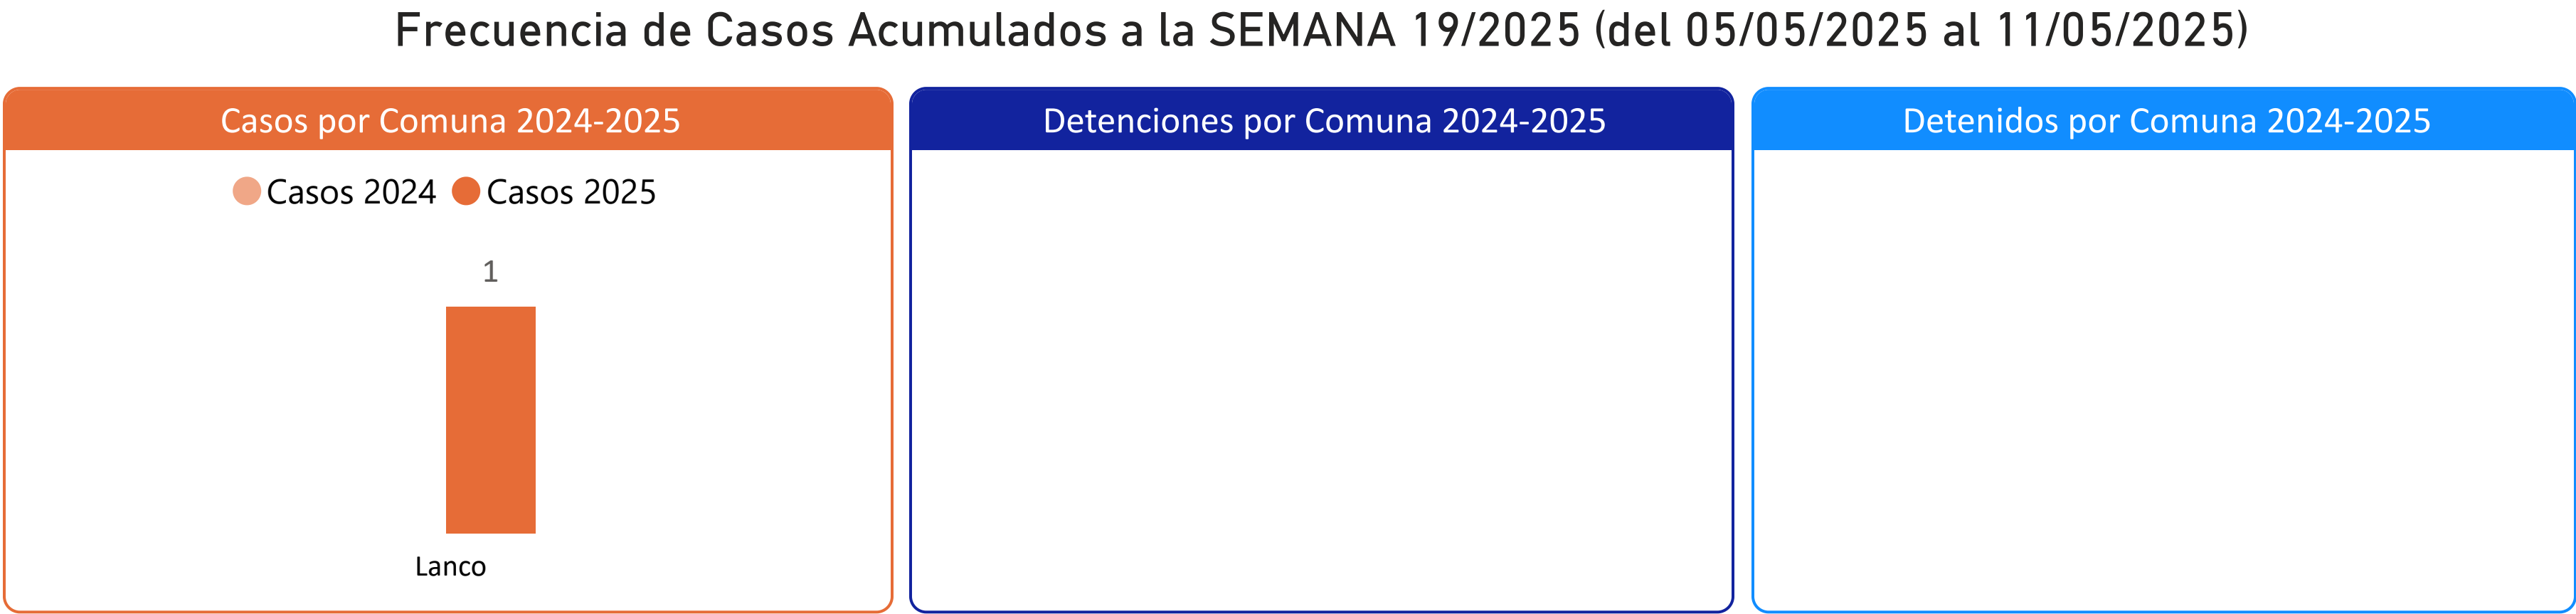 Frecuencia de Casos Acumulados a la SEMANA 19/2025 (del 05/05/2025 al 11/05/2025)
Casos por Comuna 2024-2025
Casos 2024 Casos 2025
1
Lanco
Detenciones por Comuna 2024-2025
Detenidos por Comuna 2024-2025